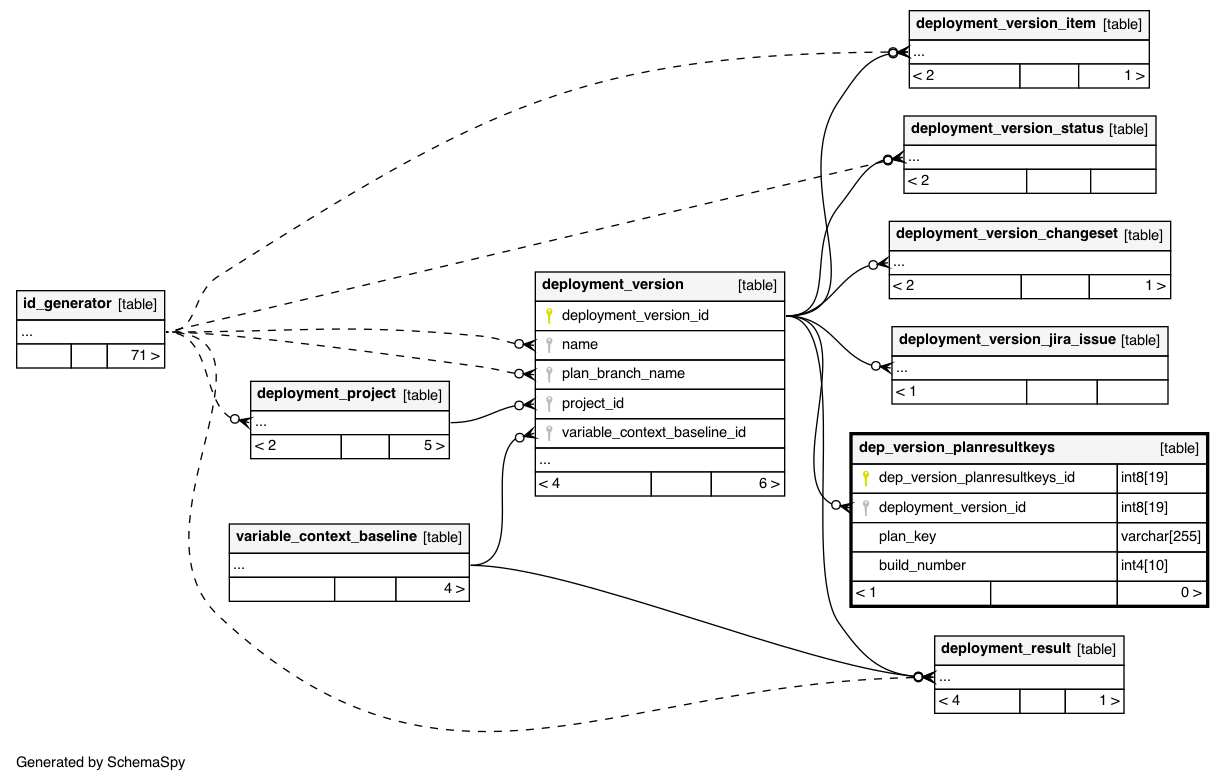 deployment_version_item [table]
...
< 2 1 >
deployment_version_status [table]
...
< 2
deployment_version_changeset [table]
...
< 2 1 >
id_generator [table]
...
71 >
deployment_version [table]
deployment_version_id
name
plan_branch_name
project_id
variable_context_baseline_id
...
< 4 6 >
deployment_version_jira_issue [table]
...
< 1
deployment_project [table]
...
< 2 5 >
dep_version_planresultkeys [table]
dep_version_planresultkeys_id int8[19]
deployment_version_id int8[19]
plan_key varchar[255]
build_number int4[10]
< 1 0 >
variable_context_baseline [table]
...
4 >
deployment_result [table]
...
< 4 1 >
Generated by SchemaSpy